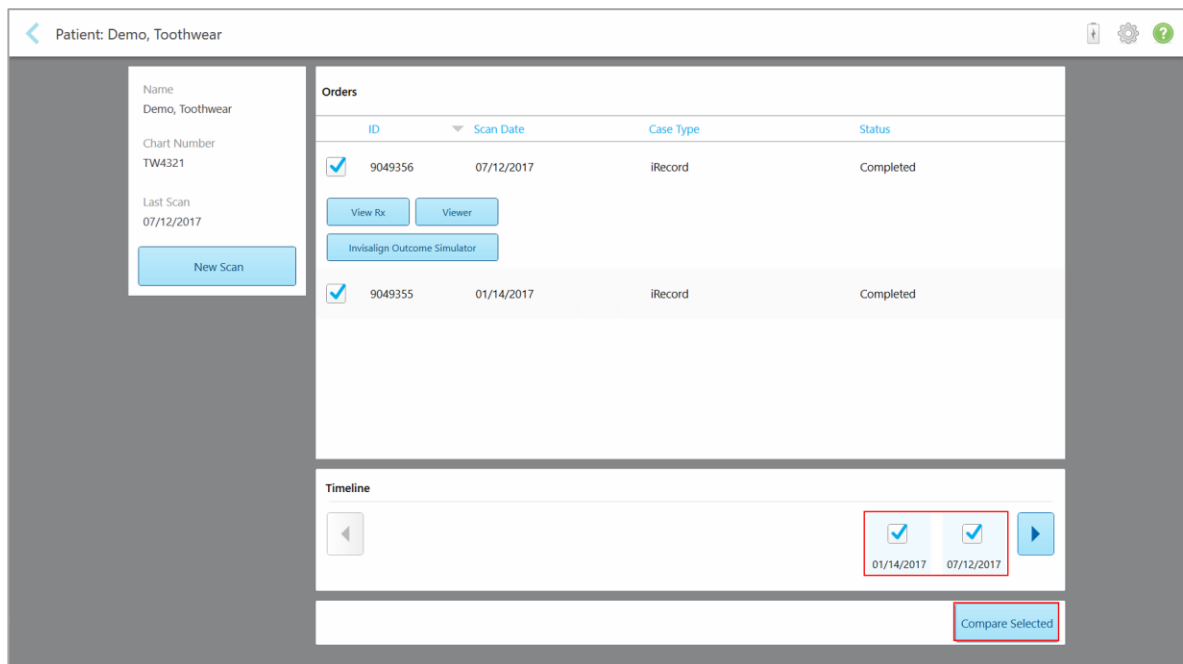 Patient: Demo, Toothwear
Name
Demo, Toothwear
Chart Number
TW4321
Last Scan
07/12/2017
New Scan
Orders
ID Scan Date Case Type Status
9049356 07/12/2017 iRecord Completed
View Rx Viewer
Invisalign Outcome Simulator
9049355 01/14/2017 iRecord Completed
Timeline
01/14/2017 07/12/2017
Compare Selected